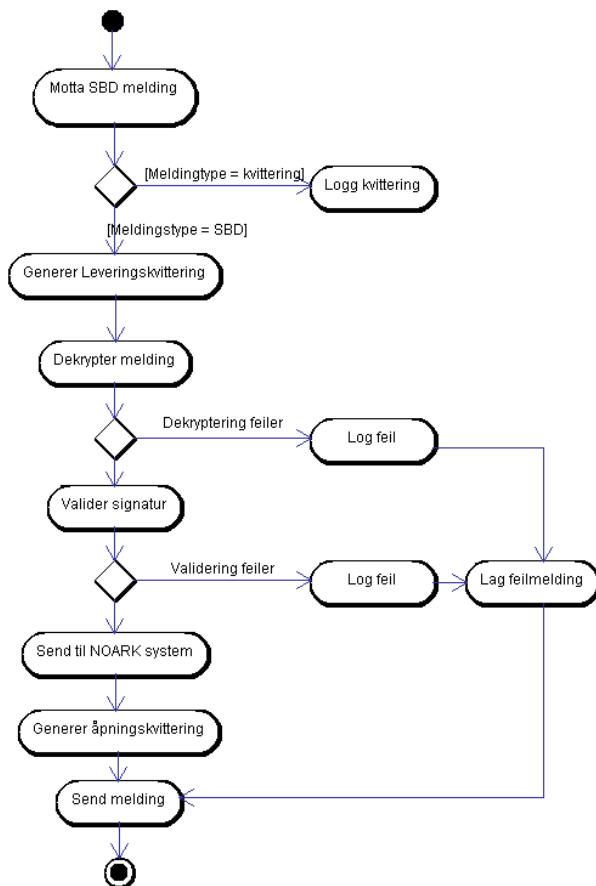 Motta SBD melding
[Meldingtype = kvittering]
Logg kvittering
[Meldingstype = SBD]
Generer Leveringskvittering
Dekrypter melding
Dekryptering feiler
Log feil
Valider signatur
Validering feiler
Log feil
Lag feilmelding
Send til NOARK system
Generer åpningskvittering
Send melding